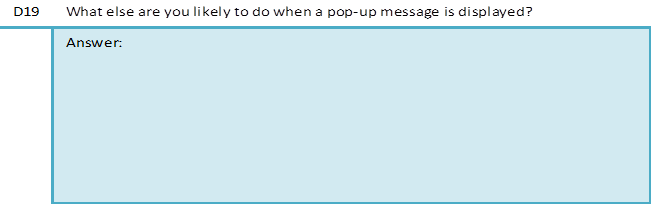 D19 What else are you likely to do when a pop-up message is displayed?
Answer: